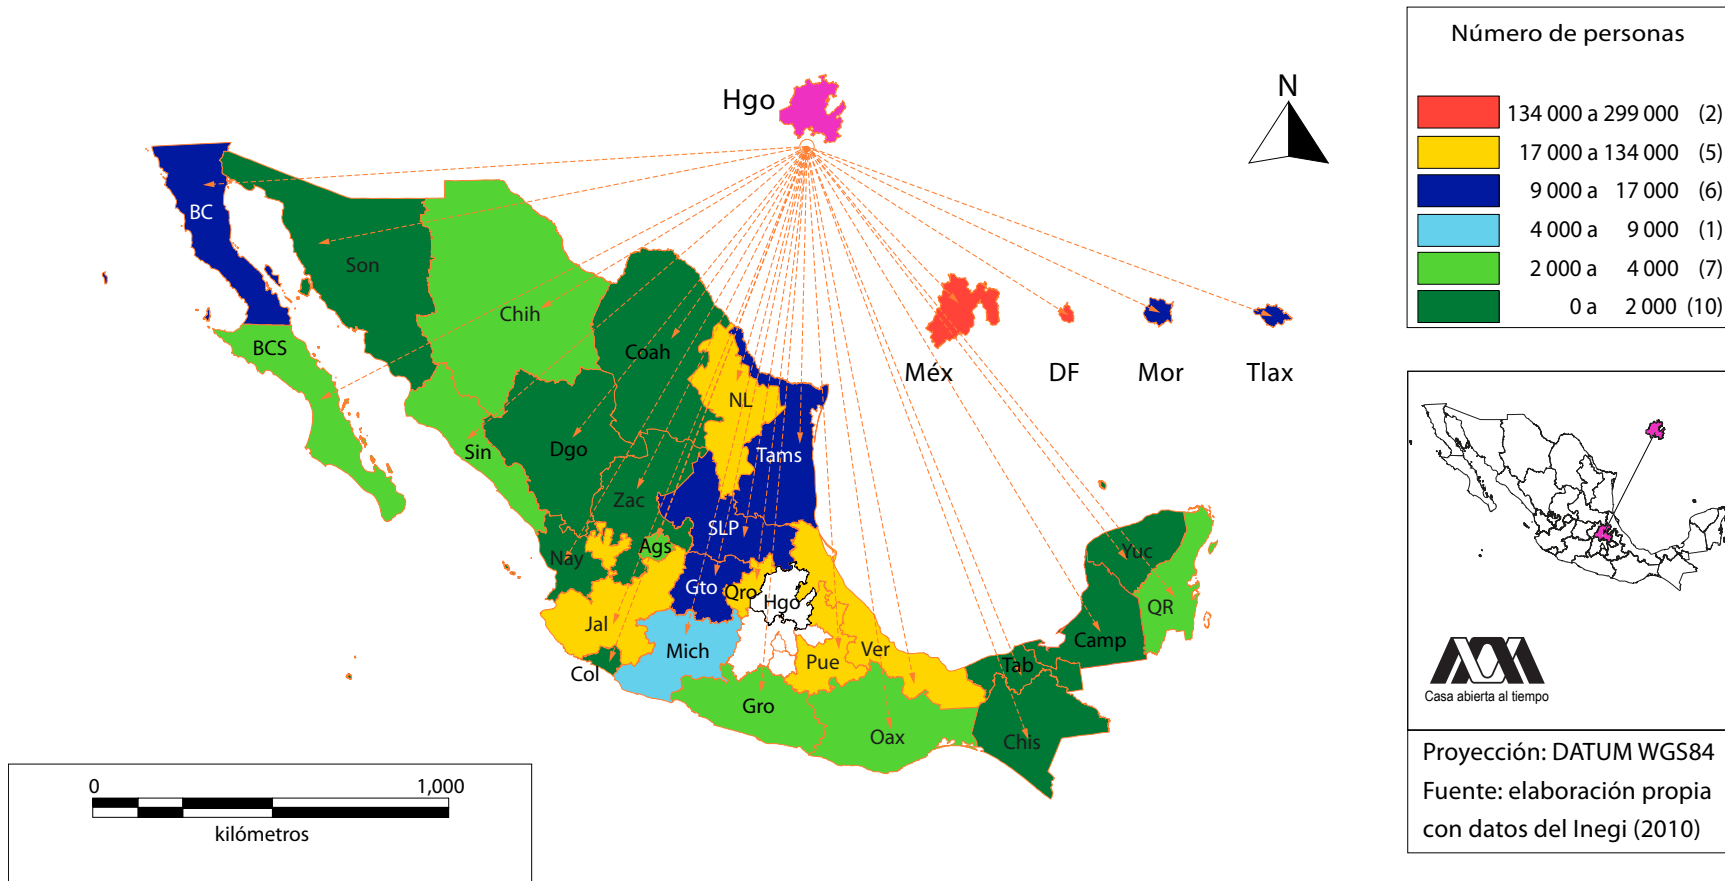 Número de personas
134 000 a 299 000 (2)
17 000 a 134 000 (5)
9 000 a 17 000 (6)
4 000 a 9 000 (1)
2 000 a 4 000 (7)
0 a 2 000 (10)
Hgo
N
BC
Son
Chih
BCS
Coah
NL
Méx
DF
Mor
Tlax
Sin
Dgo
Tams
Zac
SLP
Nay
Ags
Gto
Qro
Hgo
Yuc
QR
Jal
Mich
Col
Pue
Ver
Camp
Tab
Gro
Oax
Chis
Casa abierta al tiempo
0 1,000
kilómetros
Proyección: DATUM WGS84
Fuente: elaboración propia
con datos del Inegi (2010)